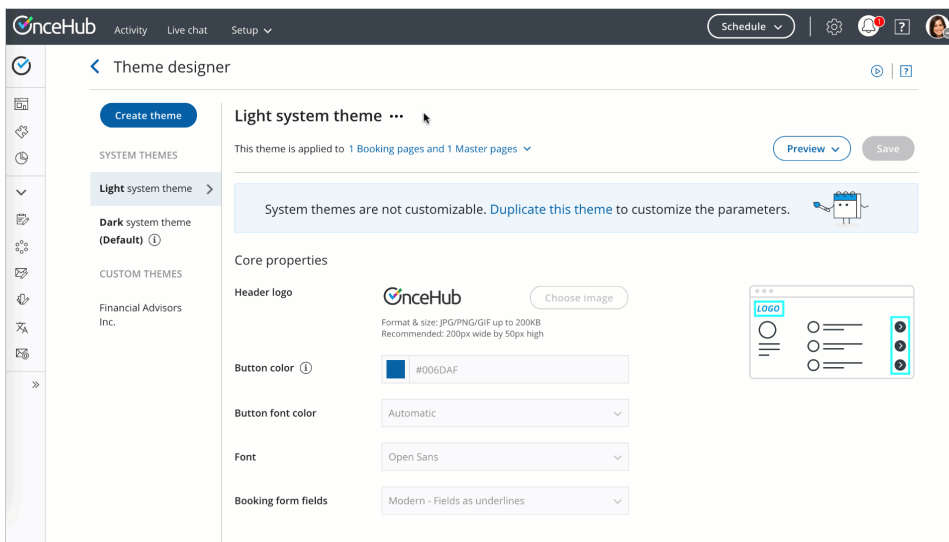 OnceHub Activity Live chat Setup Schedule 1 ?
Theme designer ?
Create theme
SYSTEM THEMES
Light system theme
Dark system theme
(Default) i
CUSTOM THEMES
Financial Advisors
Inc.
Light system theme •••
This theme is applied to 1 Booking pages and 1 Master pages
Preview
Save
System themes are not customizable. Duplicate this theme to customize the parameters.
Core properties
Header logo
OnceHub
Choose image
Format & size: JPG/PNG/GIF up to 200KB
Recommended: 200px wide by 50px high
LOGO
Button color i
#006DAF
Button font color
Automatic
Font
Open Sans
Booking form fields
Modern - Fields as underlines